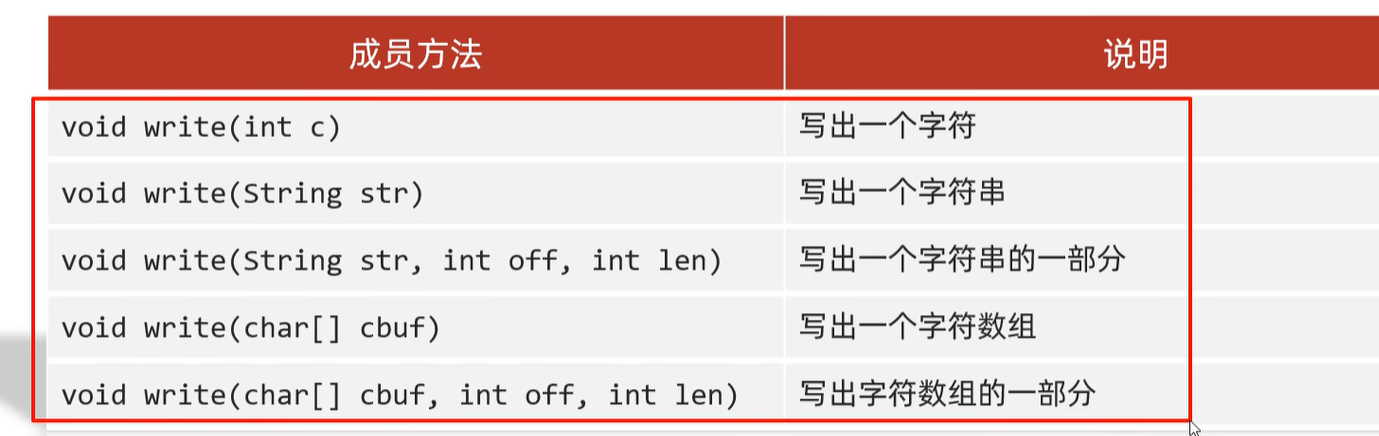 成员方法 说明
void write(int c) 写出一个字符
void write(String str) 写出一个字符串
void write(String str, int off, int len) 写出一个字符串的一部分
void write(char[] cbuf) 写出一个字符数组
void write(char[] cbuf, int off, int len) 写出字符数组的一部分